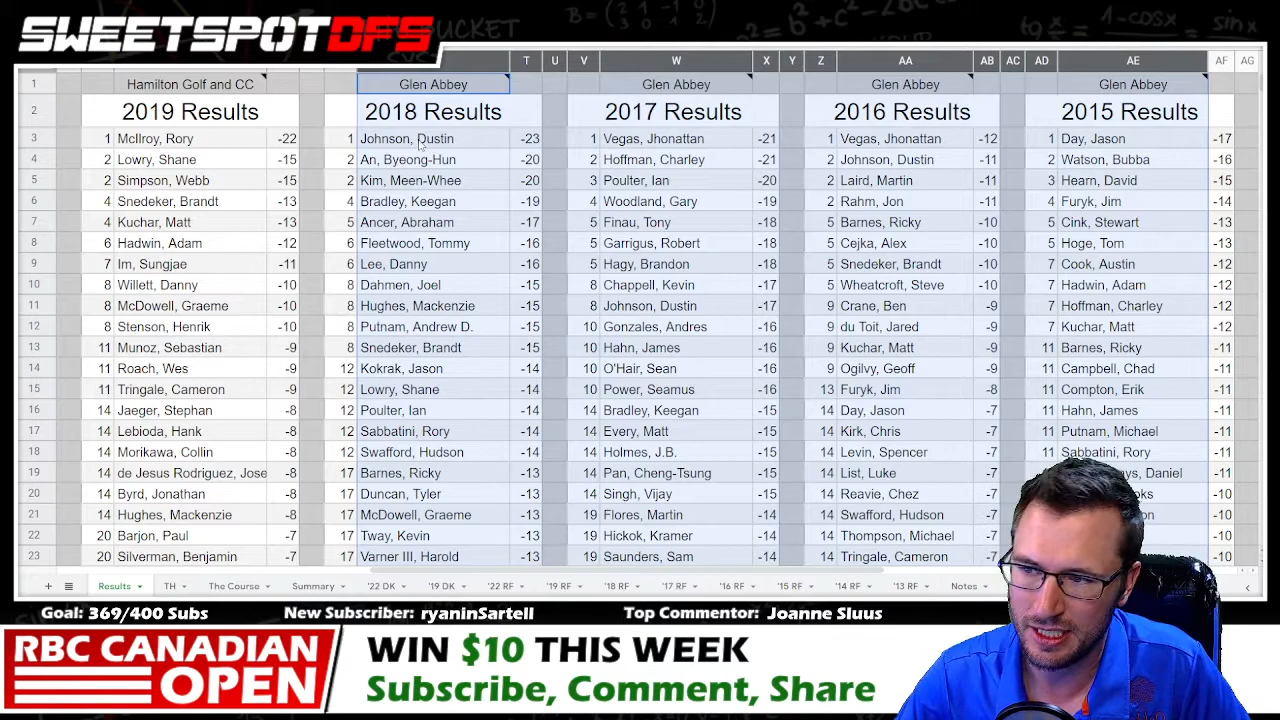 SWEETSPOTDFS
T U V W X Y Z AA AB AC AD AE AF AG
1 Hamilton Golf and CC Glen Abbey Glen Abbey Glen Abbey Glen Abbey
2 2019 Results 2018 Results 2017 Results 2016 Results 2015 Results
3 1 McIlroy, Rory -22 1 Johnson, Dustin -23 1 Vegas, Jhonattan -21 1 Vegas, Jhonattan -12 1 Day, Jason -17
4 2 Lowry, Shane -15 2 An, Byeong-Hun -20 2 Hoffman, Charley -21 2 Johnson, Dustin -11 2 Watson, Bubba -16
5 2 Simpson, Webb -15 2 Kim, Meen-Whee -20 3 Poulter, Ian -20 2 Laird, Martin -11 3 Hearn, David -15
6 4 Snedeker, Brandt -13 4 Bradley, Keegan -19 4 Woodland, Gary -19 2 Rahm, Jon -11 4 Furyk, Jim -14
7 4 Kuchar, Matt -13 5 Ancer, Abraham -17 5 Finau, Tony -18 5 Barnes, Ricky -10 5 Cink, Stewart -13
8 6 Hadwin, Adam -12 6 Fleetwood, Tommy -16 5 Garrigus, Robert -18 5 Cejka, Alex -10 5 Hoge, Tom -13
9 7 Im, Sungjae -11 6 Lee, Danny -16 5 Hagy, Brandon -18 5 Snedeker, Brandt -10 7 Cook, Austin -12
10 8 Willett, Danny -10 8 Dahmen, Joel -15 8 Chappell, Kevin -17 5 Wheatcroft, Steve -10 7 Hadwin, Adam -12
11 8 McDowell, Graeme -10 8 Hughes, Mackenzie -15 8 Johnson, Dustin -17 9 Crane, Ben -9 7 Hoffman, Charley -12
12 8 Stenson, Henrik -10 8 Putnam, Andrew D. -15 10 Gonzales, Andres -16 9 du Toit, Jared -9 7 Kuchar, Matt -12
13 11 Munoz, Sebastian -9 8 Snedeker, Brandt -15 10 Hahn, James -16 9 Kuchar, Matt -9 11 Barnes, Ricky -11
14 11 Roach, Wes -9 12 Kokrak, Jason -14 10 O'Hair, Sean -16 9 Ogilvy, Geoff -9 11 Campbell, Chad -11
15 11 Tringale, Cameron -9 12 Lowry, Shane -14 10 Power, Seamus -16 13 Furyk, Jim -8 11 Compton, Erik -11
16 14 Jaeger, Stephan -8 12 Poulter, Ian -14 14 Bradley, Keegan -15 14 Day, Jason -7 11 Hahn, James -11
17 14 Lebioda, Hank -8 12 Sabbatini, Rory -14 14 Every, Matt -15 14 Kirk, Chris -7 11 Putnam, Michael -11
18 14 Morikawa, Collin -8 12 Swafford, Hudson -14 14 Holmes, J.B. -15 14 Levin, Spencer -7 11 Sabbatini, Rory -11
19 14 de Jesus Rodriguez, Jose -8 17 Barnes, Ricky -13 14 Pan, Cheng-Tsung -15 14 List, Luke -7 Daniel -11
20 14 Byrd, Jonathan -8 17 Duncan, Tyler -13 14 Singh, Vijay -15 14 Reavie, Chez -7 -10
21 14 Hughes, Mackenzie -8 17 McDowell, Graeme -13 19 Flores, Martin -14 14 Swafford, Hudson -7 -10
22 20 Barjon, Paul -7 17 Tway, Kevin -13 19 Hickok, Kramer -14 14 Thompson, Michael -7 -10
23 20 Silverman, Benjamin -7 17 Varner III, Harold -13 19 Saunders, Sam -14 14 Tringale, Cameron -7 -10
Results TH The Course Summary '22 DK '19 DK '22 RF '19 RF '18 RF '17 RF '16 RF '15 RF '14 RF '13 RF Notes
Goal: 369/400 Subs New Subscriber: ryaninSartell Top Commentor: Joanne Sluus
RBC CANADIAN
OPEN
WIN $10 THIS WEEK
Subscribe, Comment, Share